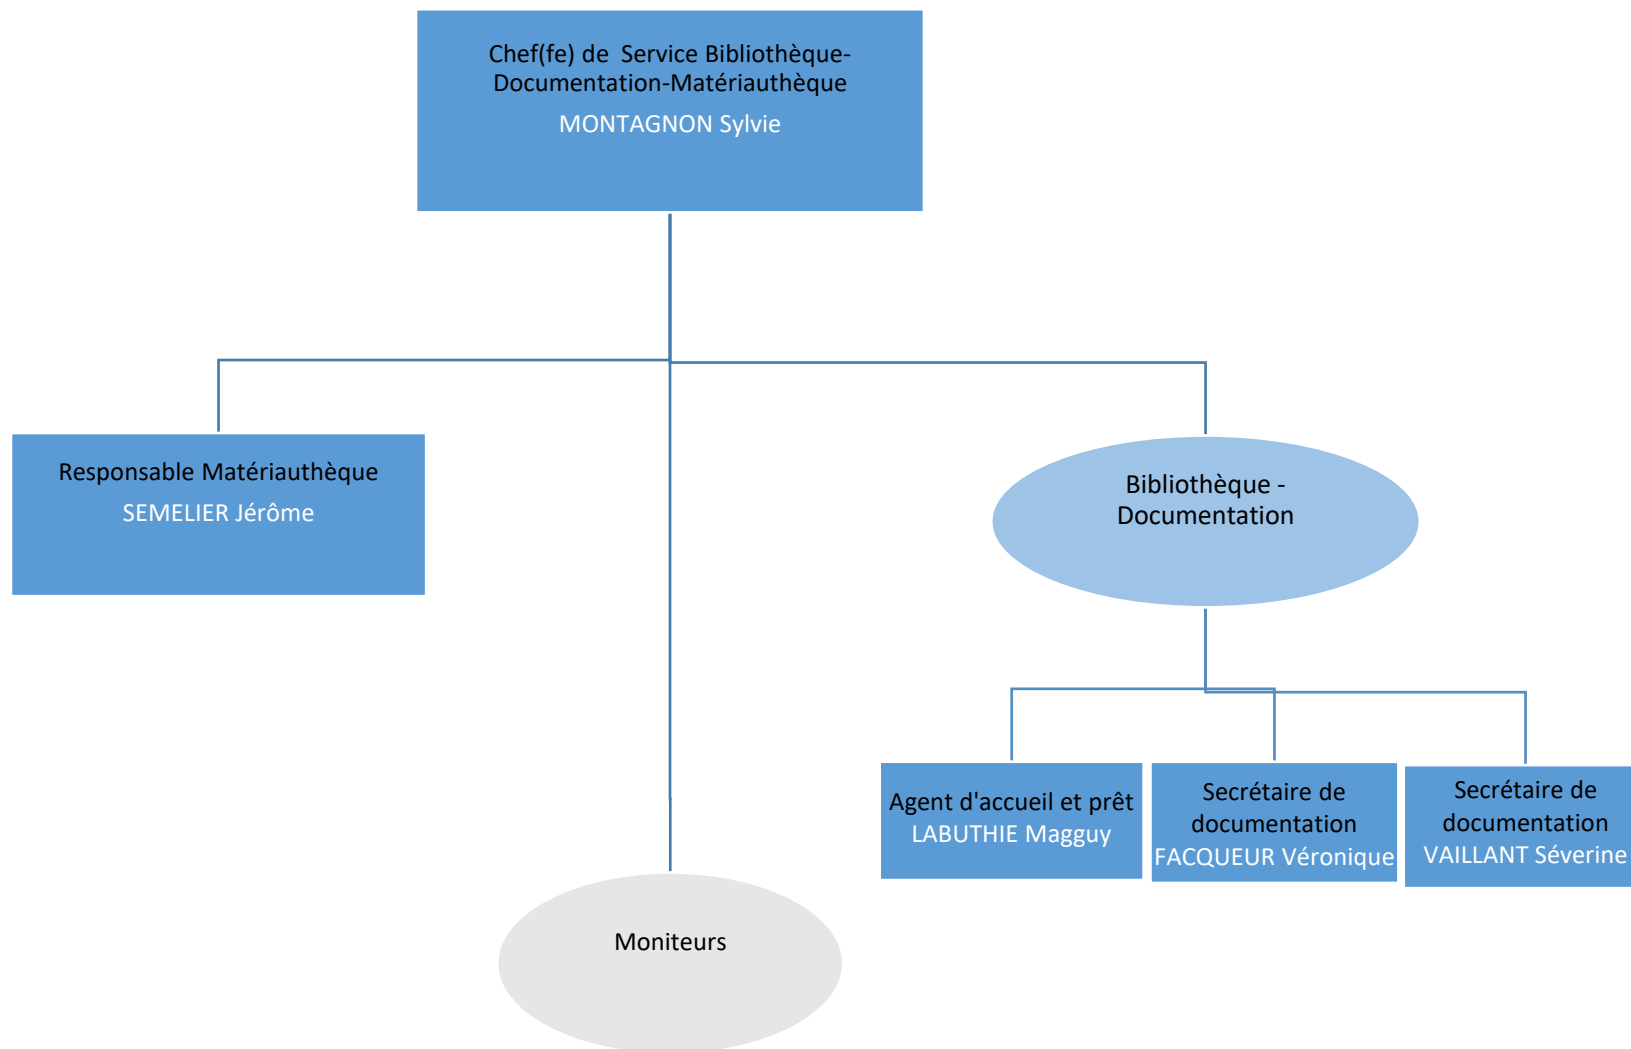 Chef(fe) de  Service Bibliothèque-
Documentation-Matériauthèque
MONTAGNON Sylvie
Responsable Matériauthèque
SEMELIER Jérôme
Bibliothèque -
Documentation
Agent d'accueil et prêt
LABUTHIE Magguy
Secrétaire de
documentation
FACQUEUR Véronique
Secrétaire de
documentation
VAILLANT Séverine
Moniteurs